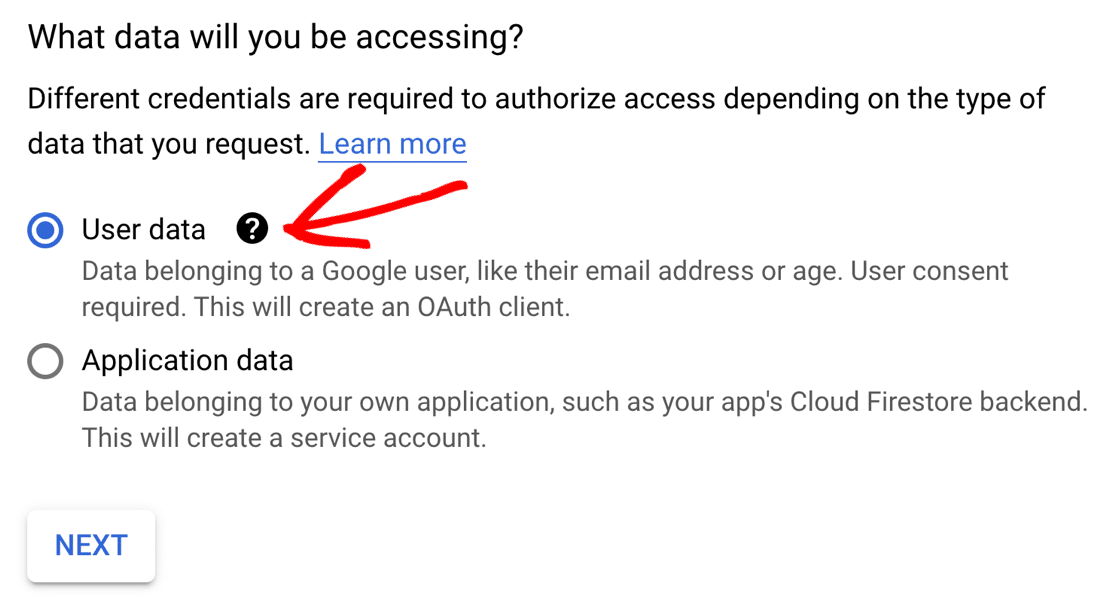 What data will you be accessing?
Different credentials are required to authorize access depending on the type of
data that you request. Learn more
User data ?
Data belonging to a Google user, like their email address or age. User consent
required. This will create an OAuth client.
Application data
Data belonging to your own application, such as your app's Cloud Firestore backend.
This will create a service account.
NEXT